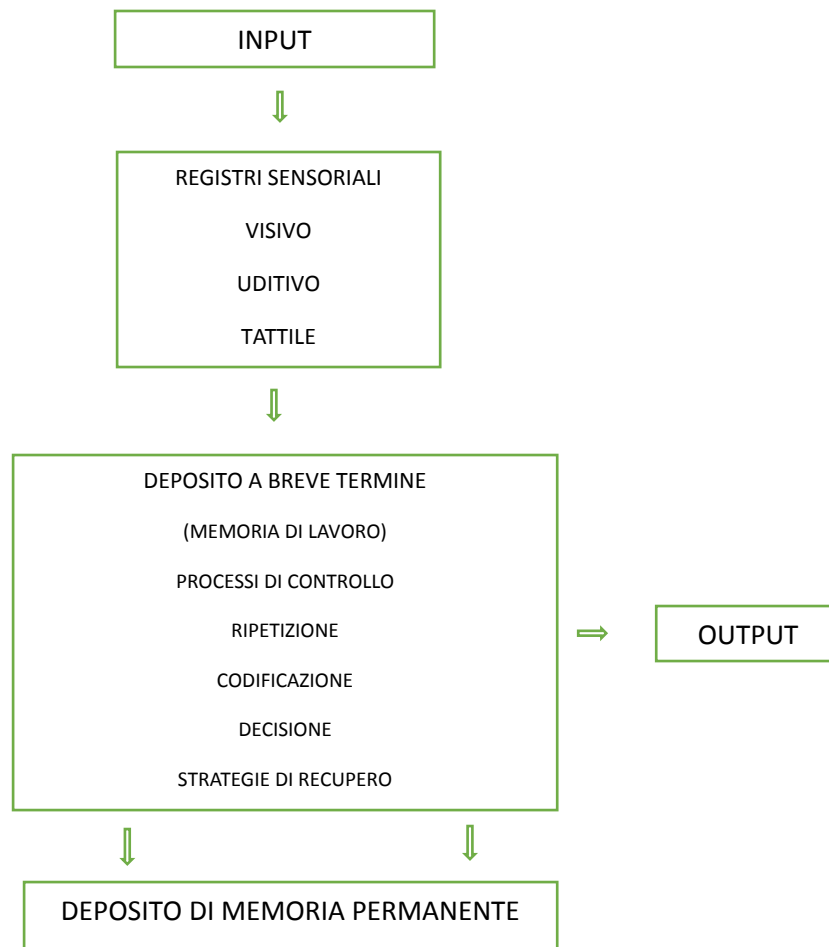 INPUT
REGISTRI SENSORIALI
VISIVO
UDITIVO
TATTILE
DEPOSITO A BREVE TERMINE
(MEMORIA DI LAVORO)
PROCESSI DI CONTROLLO
RIPETIZIONE
CODIFICAZIONE
DECISIONE
STRATEGIE DI RECUPERO
OUTPUT
DEPOSITO DI MEMORIA PERMANENTE